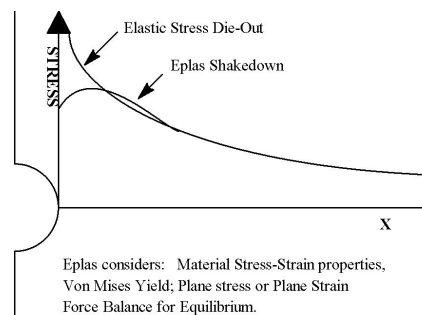 Elastic Stress Die-Out
Eplas Shakedown
STRESS
X
Eplas considers: Material Stress-Strain properties,
Von Mises Yield; Plane stress or Plane Strain
Force Balance for Equilibrium.